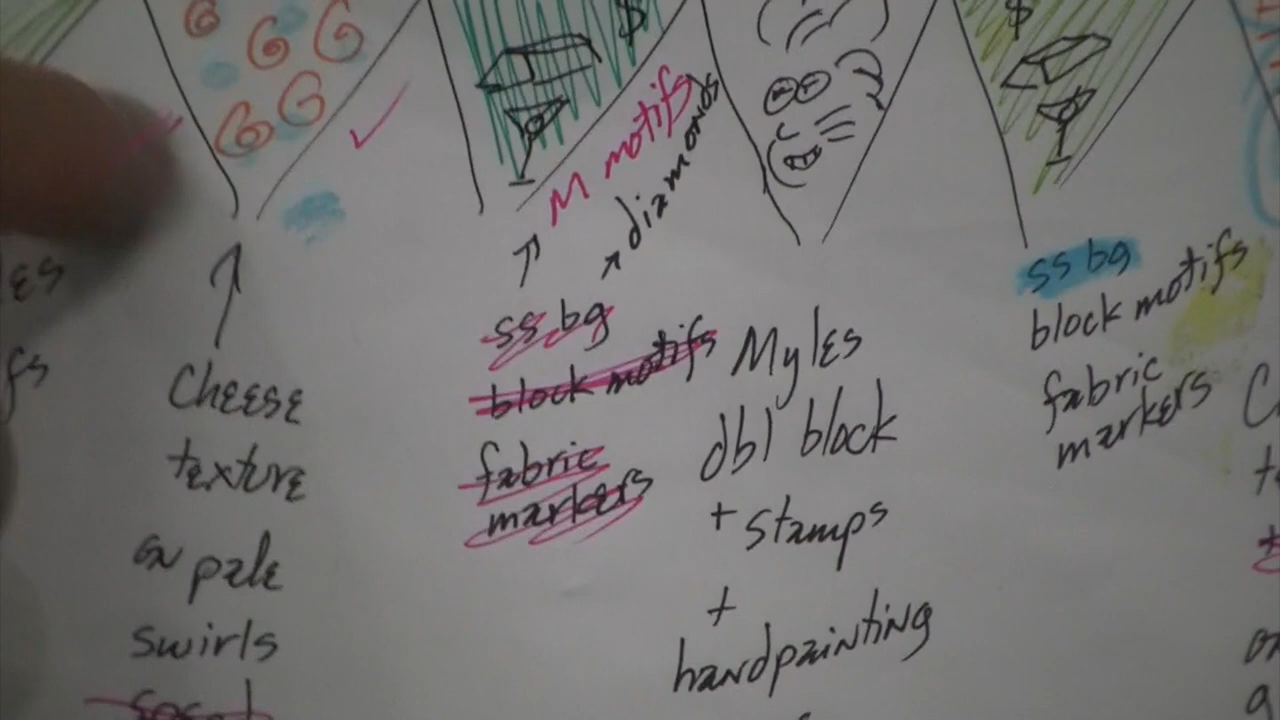 $
$
M motifs
diamonds
Cheese
texture
on pale
swirls
ss bg
block motifs
fabric
markers
Myles
dbl block
+ stamps
+
handpainting
ss bg
block motifs
fabric
markers